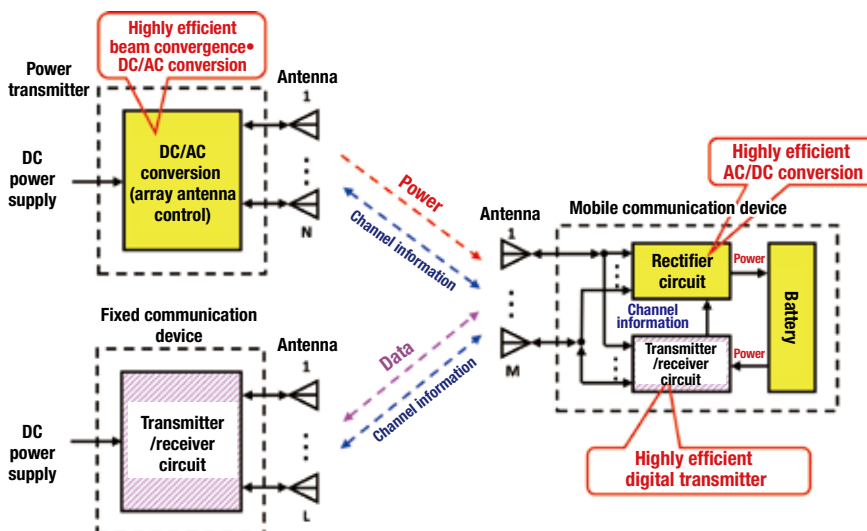 Highly efficient
beam convergence•
DC/AC conversion
Power
transmitter
Antenna
1
DC/AC
conversion
(array antenna
control)
DC
power
supply
N
Power
Channel information
Highly efficient
AC/DC conversion
Antenna
1
Mobile communication device
Rectifier
circuit
Power
Battery
Channel
information
Transmitter
/receiver
circuit
Power
M
Fixed communication
device
Antenna
1
Data
Channel information
Transmitter
/receiver
circuit
DC
power
supply
L
Highly efficient
digital transmitter